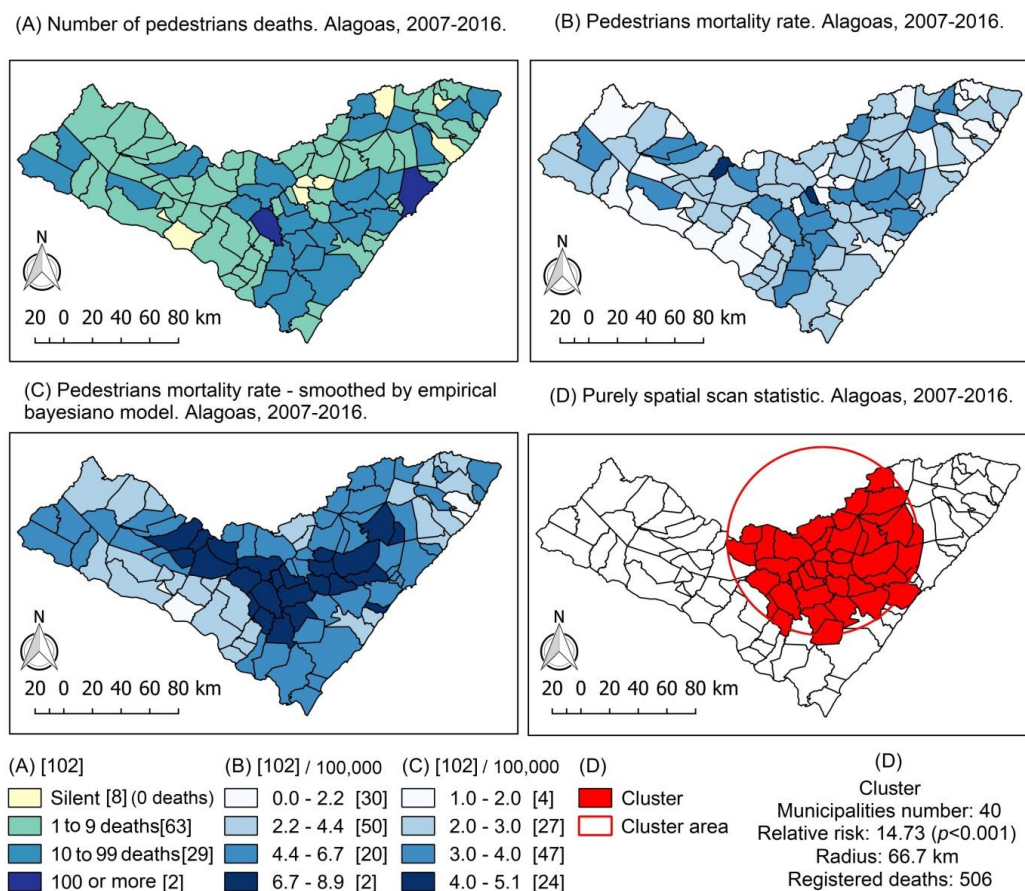 (A) Number of pedestrians deaths. Alagoas, 2007-2016.
(B) Pedestrians mortality rate. Alagoas, 2007-2016.
N
20 0 20 40 60 80 km
N
20 0 20 40 60 80 km
(C) Pedestrians mortality rate - smoothed by empirical
bayesiano model. Alagoas, 2007-2016.
(D) Purely spatial scan statistic. Alagoas, 2007-2016.
N
20 0 20 40 60 80 km
N
20 0 20 40 60 80 km
(A) [102]
Silent [8] (0 deaths)
1 to 9 deaths[63]
10 to 99 deaths[29]
100 or more [2]
(B) [102] / 100,000
0.0 - 2.2 [30]
2.2 - 4.4 [50]
4.4 - 6.7 [20]
6.7 - 8.9 [2]
(C) [102] / 100,000
1.0 - 2.0 [4]
2.0 - 3.0 [27]
3.0 - 4.0 [47]
4.0 - 5.1 [24]
(D)
Cluster
Cluster area
(D)
Cluster
Municipalities number: 40
Relative risk: 14.73 (p<0.001)
Radius: 66.7 km
Registered deaths: 506